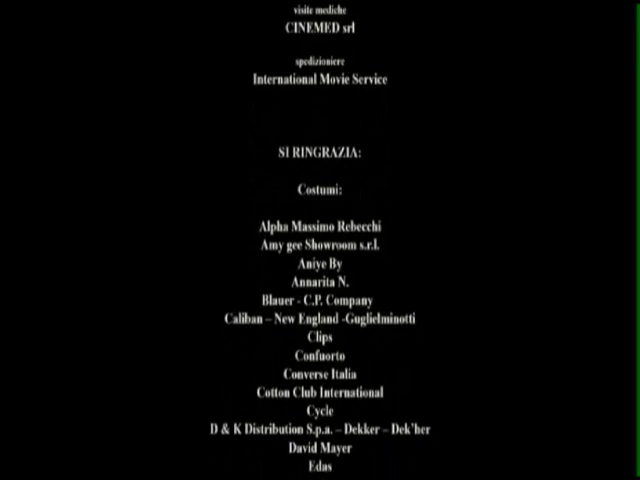 visite mediche
CINEMED srl
spedizioniere
International Movie Service
SI RINGRAZIA:
Costumi:
Alpha Massimo Rebecchi
Amy gee Showroom s.r.l.
Aniye By
Annarita N.
Blauer - C.P. Company
Caliban – New England -Guglielminotti
Clips
Confuorto
Converse Italia
Cotton Club International
Cycle
D & K Distribution S.p.a. – Dekker – Dek'her
David Mayer
Edas